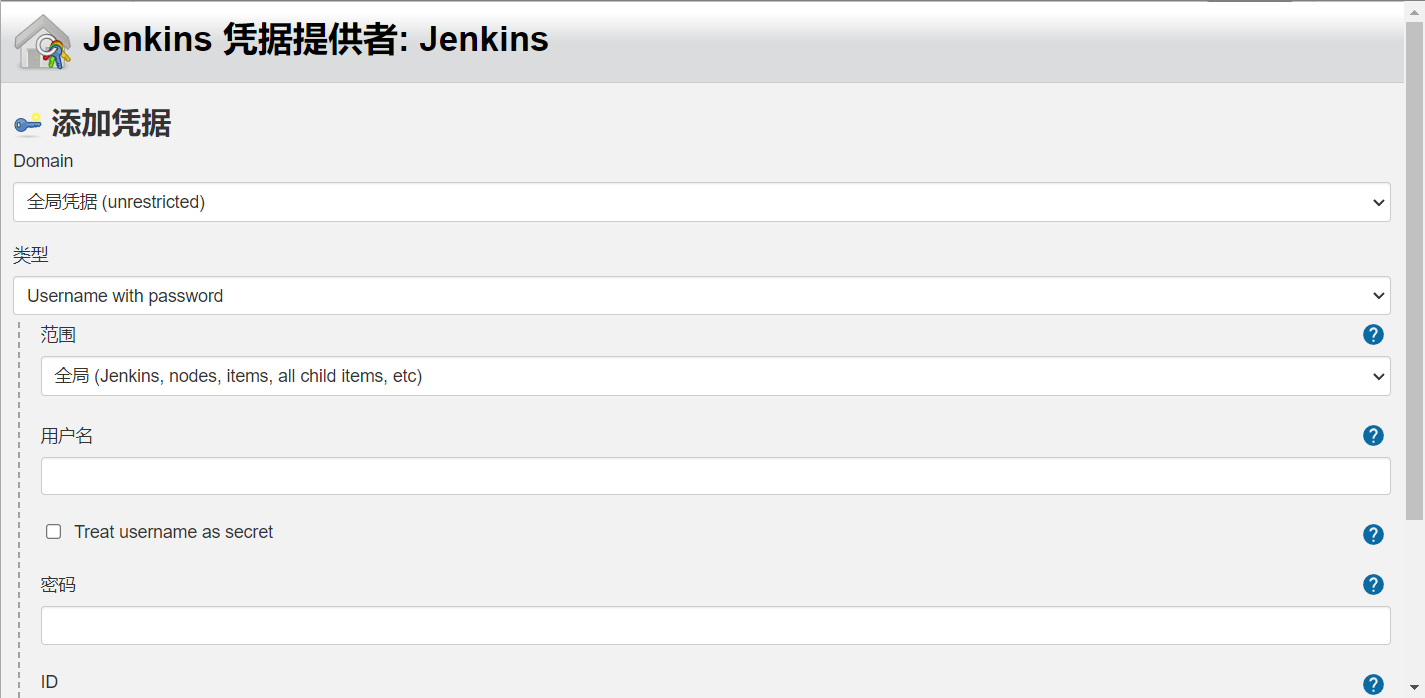 Jenkins 凭据提供者: Jenkins
添加凭据
Domain
全局凭据 (unrestricted)
类型
Username with password
范围
全局 (Jenkins, nodes, items, all child items, etc)
用户名
Treat username as secret
密码
ID